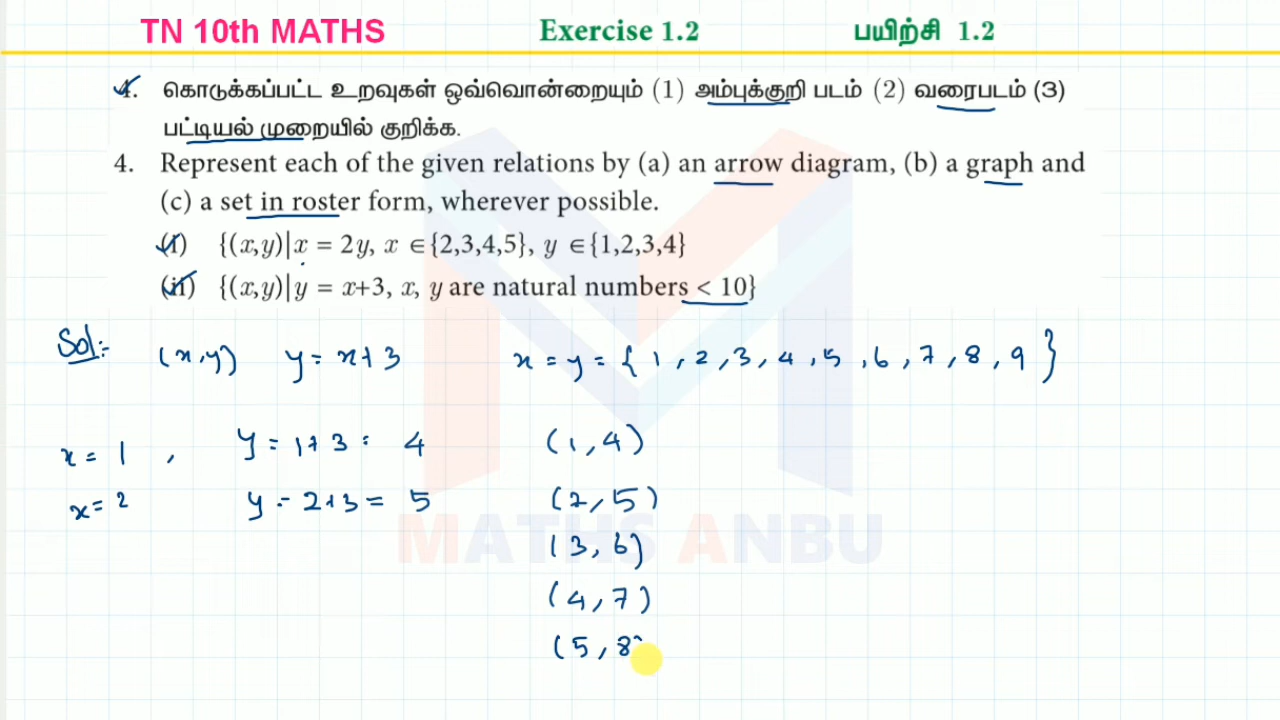 TN 10th MATHS Exercise 1.2 பயிற்சி 1.2
4. கொடுக்கப்பட்ட உறவுகள் ஒவ்வொன்றையும் (1) அம்புக்குறி படம் (2) வரைபடம் (3)
பட்டியல் முறையில் குறிக்க.
4. Represent each of the given relations by (a) an arrow diagram, (b) a graph and
(c) a set in roster form, wherever possible.
(i) {(x,y)|x = 2y, x ∈{2,3,4,5}, y ∈{1,2,3,4}
(ii) {(x,y)|y = x+3, x, y are natural numbers < 10}
Sol:- (x,y) y = x+3 x = y = { 1, 2, 3, 4, 5, 6, 7, 8, 9 }
x = 1, y = 1+3 = 4 (1,4)
x = 2 y = 2+3 = 5 (2,5)
(3,6)
(4,7)
(5,8)
MATHS ANBU